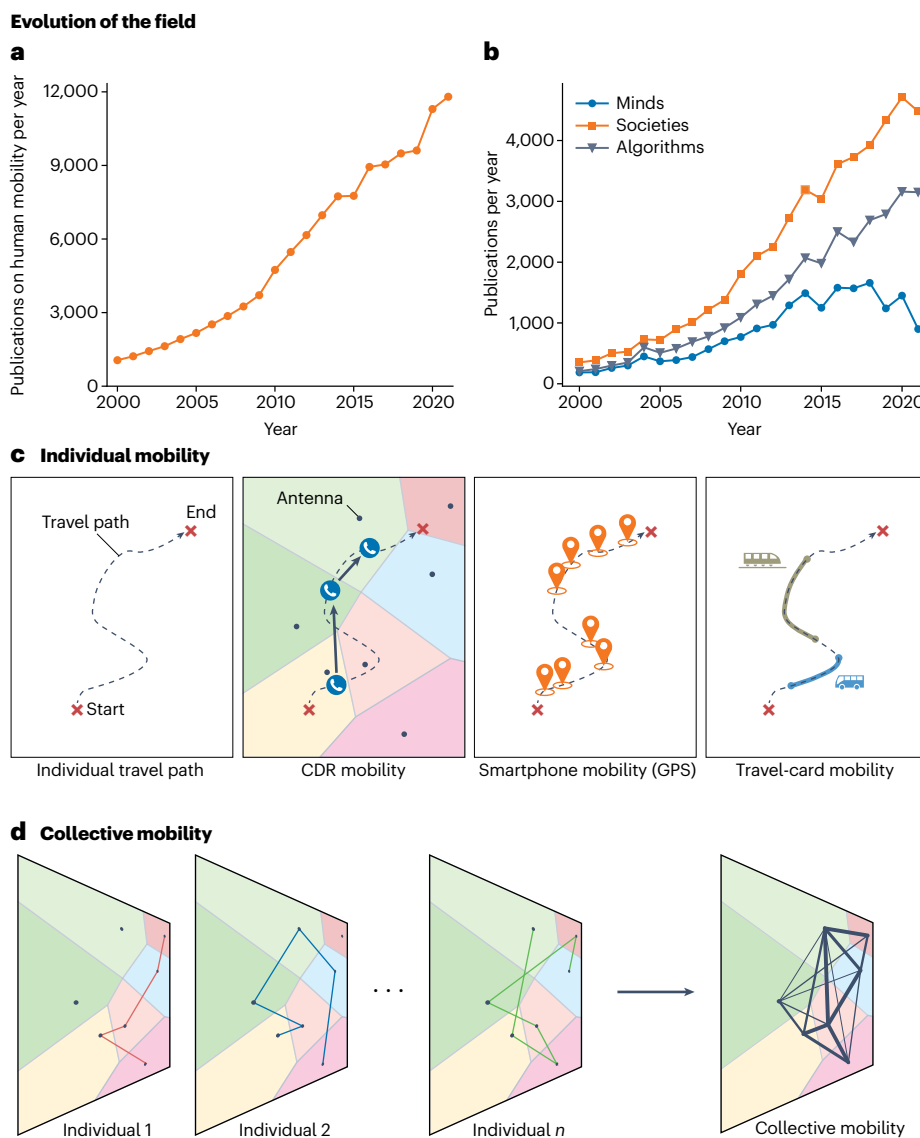 Evolution of the field
a
Publications on human mobility per year
12,000
9,000
6,000
3,000
0
2000
2005
2010
2015
2020
Year
b
Publications per year
Minds
Societies
Algorithms
4,000
3,000
2,000
1,000
0
2000
2005
2010
2015
2020
Year
c Individual mobility
Travel path
End
Start
Individual travel path
Antenna
CDR mobility
Smartphone mobility (GPS)
Travel-card mobility
d Collective mobility
. . .
Individual 1
Individual 2
Individual n
Collective mobility